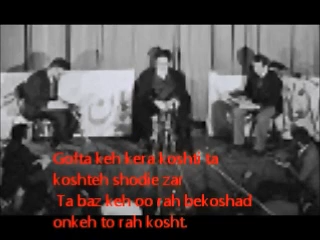 Gofta keh kera koshti ta
koshteh shodie zar
Ta baz keh oo rah bekoshad
onkeh to rah kosht.